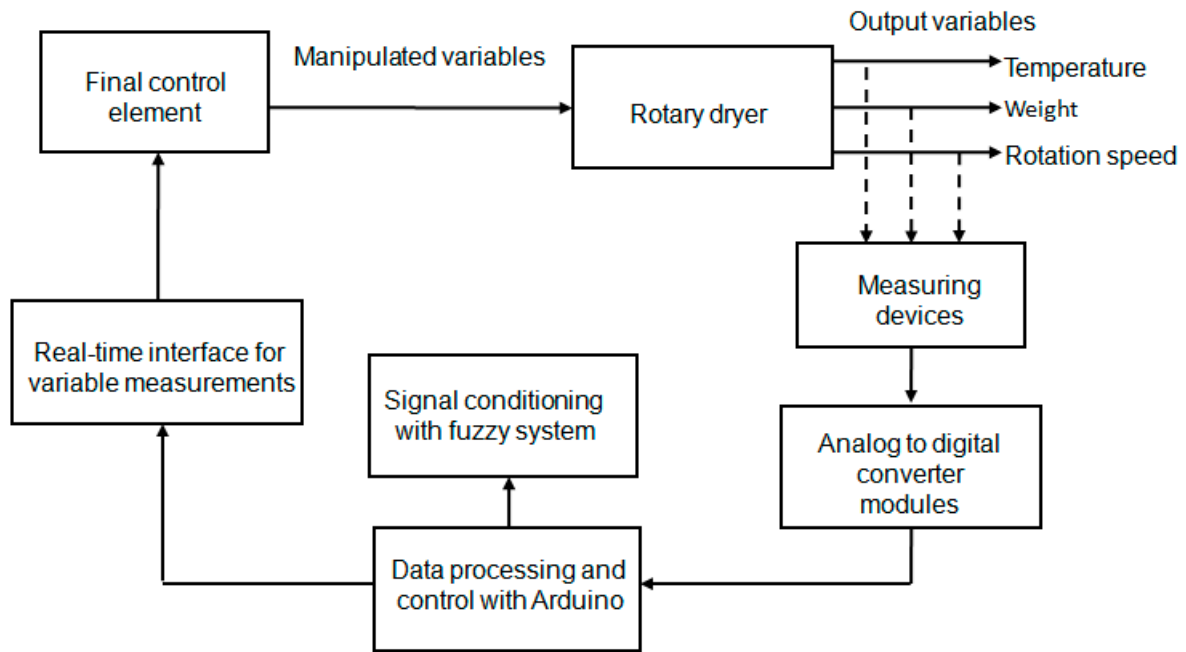 Output variables
Manipulated variables
Final control
element
Rotary dryer
Temperature
Weight
Rotation speed
Measuring
devices
Real-time interface for
variable measurements
Signal conditioning
with fuzzy system
Analog to digital
converter
modules
Data processing and
control with Arduino